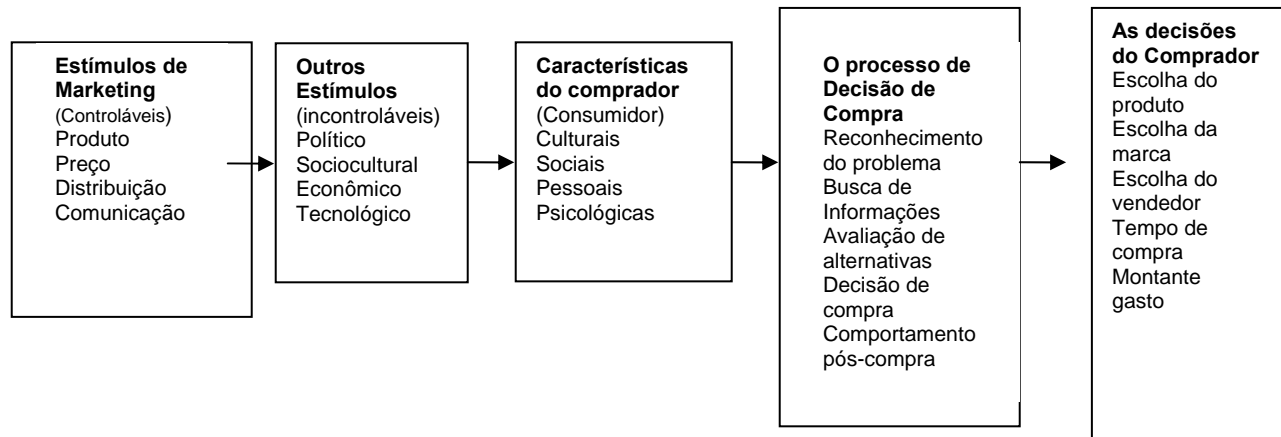 Estímulos de
Marketing
(Controláveis)
Produto
Preço
Distribuição
Comunicação
Outros
Estímulos
(incontroláveis)
Político
Sociocultural
Econômico
Tecnológico
Características
do comprador
(Consumidor)
Culturais
Sociais
Pessoais
Psicológicas
O processo de
Decisão de
Compra
Reconhecimento
do problema
Busca de
Informações
Avaliação de
alternativas
Decisão de
compra
Comportamento
pós-compra
As decisões
do Comprador
Escolha do
produto
Escolha da
marca
Escolha do
vendedor
Tempo de
compra
Montante
gasto